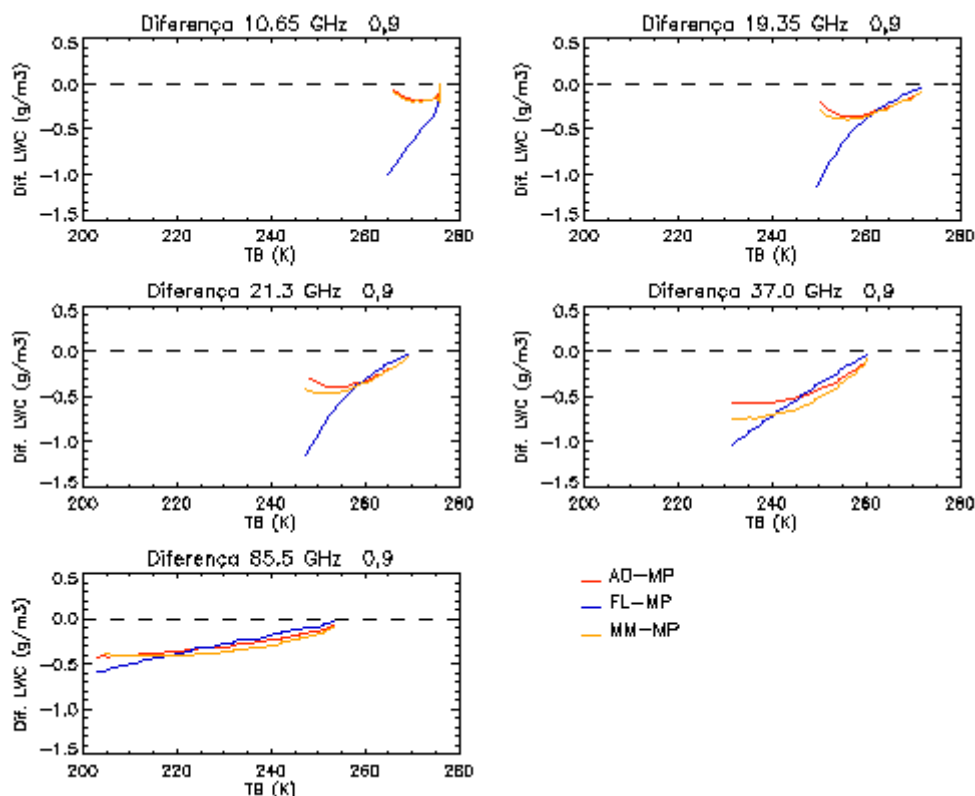 Diferença 10.65 GHz 0,9
0.5
0.0
−0.5
−1.0
−1.5
Dif. LWC (g/m3)
200 220 240 260 280
TB (K)
Diferença 19.35 GHz 0,9
0.5
0.0
−0.5
−1.0
−1.5
Dif. LWC (g/m3)
200 220 240 260 280
TB (K)
Diferença 21.3 GHz 0,9
0.5
0.0
−0.5
−1.0
−1.5
Dif. LWC (g/m3)
200 220 240 260 280
TB (K)
Diferença 37.0 GHz 0,9
0.5
0.0
−0.5
−1.0
−1.5
Dif. LWC (g/m3)
200 220 240 260 280
TB (K)
Diferença 85.5 GHz 0,9
0.5
0.0
−0.5
−1.0
−1.5
Dif. LWC (g/m3)
200 220 240 260 280
TB (K)
FL−MP
MM−MP